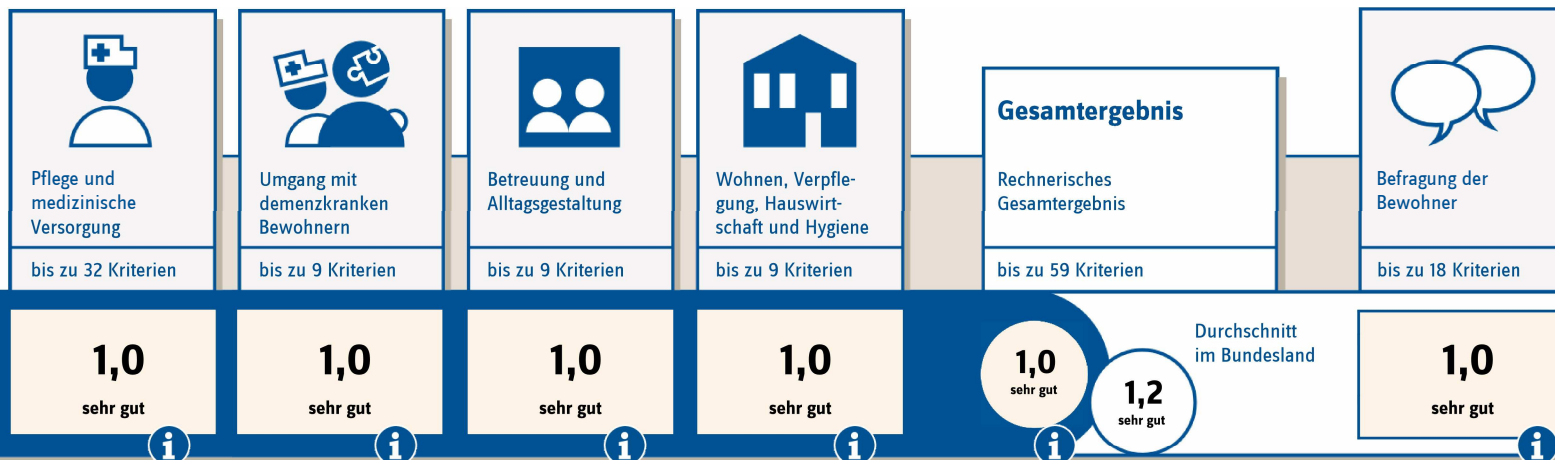 Pflege und
medizinische
Versorgung
bis zu 32 Kriterien
1,0
sehr gut
i
Umgang mit
demenzkranken
Bewohnern
bis zu 9 Kriterien
1,0
sehr gut
i
Betreuung und
Alltagsgestaltung
bis zu 9 Kriterien
1,0
sehr gut
i
Wohnen, Verpfle-
gung, Hauswirt-
schaft und Hygiene
bis zu 9 Kriterien
1,0
sehr gut
i
Gesamtergebnis
Rechnerisches
Gesamtergebnis
bis zu 59 Kriterien
1,0
sehr gut
i
1,2
sehr gut
Durchschnitt
im Bundesland
Befragung der
Bewohner
bis zu 18 Kriterien
1,0
sehr gut
i